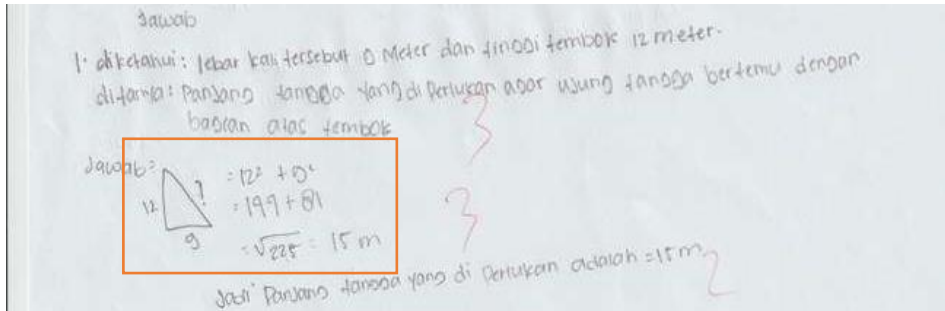 Jawab
1. diketahui : lebar kali tersebut 9 Meter dan tinggi tembok 12 meter.
ditanya : Panjang tangga yang di Perlukan agar ujung tangga bertemu dengan
bagian atas tembok
3
Jawab :
= 12² + 9²
12
?
= 144 + 81
3
9
= √225 = 15 m
Jadi Panjang tangga yang di Perlukan adalah = 15 m
2